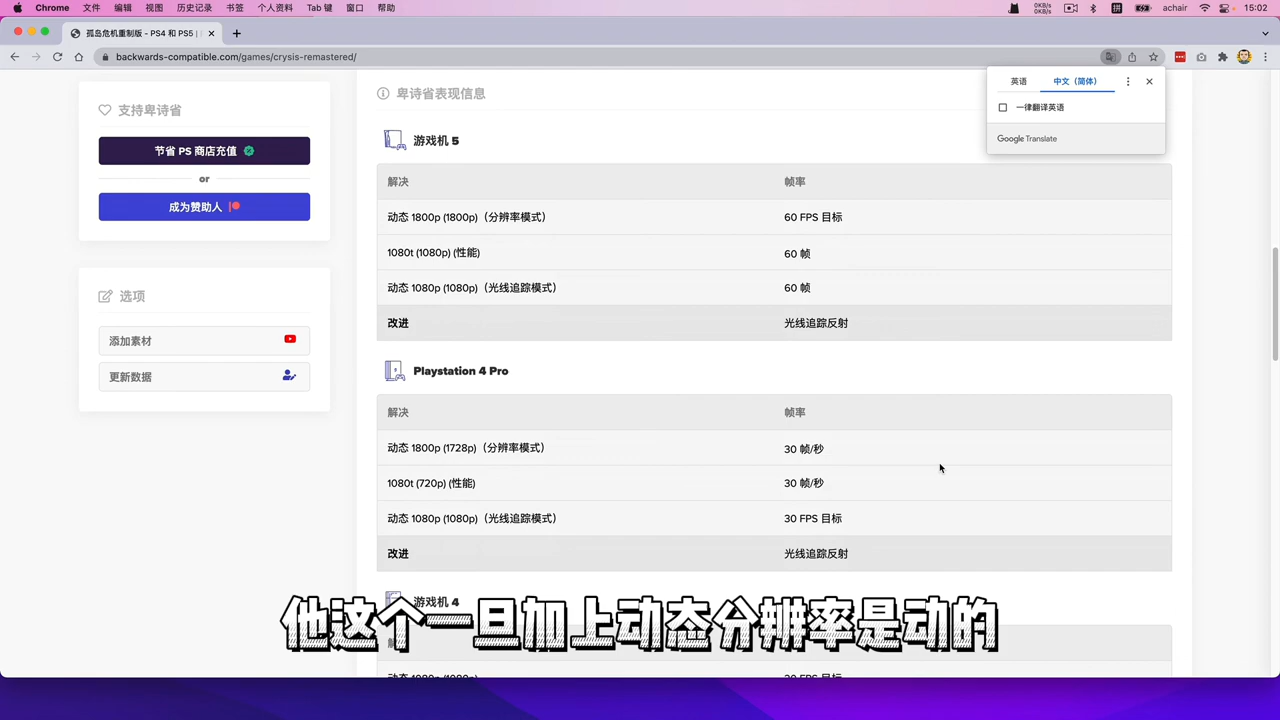 Chrome 文件 编辑 视图 历史记录 书签 个人资料 Tab 键 窗口 帮助
0KB/s
0KB/s
拼
achair
15:02
孤岛危机重制版 - PS4 和 PS5 |
backwards-compatible.com/games/crysis-remastered/
英语 中文（简体）
一律翻译英语
Google Translate
支持卑诗省
节省 PS 商店充值
or
成为赞助人
选项
添加素材
更新数据
卑诗省表现信息
游戏机 5
解决 帧率
动态 1800p (1800p)（分辨率模式） 60 FPS 目标
1080t (1080p) (性能) 60 帧
动态 1080p (1080p)（光线追踪模式） 60 帧
改进 光线追踪反射
Playstation 4 Pro
解决 帧率
动态 1800p (1728p)（分辨率模式） 30 帧/秒
1080t (720p) (性能) 30 帧/秒
动态 1080p (1080p)（光线追踪模式） 30 FPS 目标
改进 光线追踪反射
游戏机 4
他这个一旦加上动态分辨率是动的